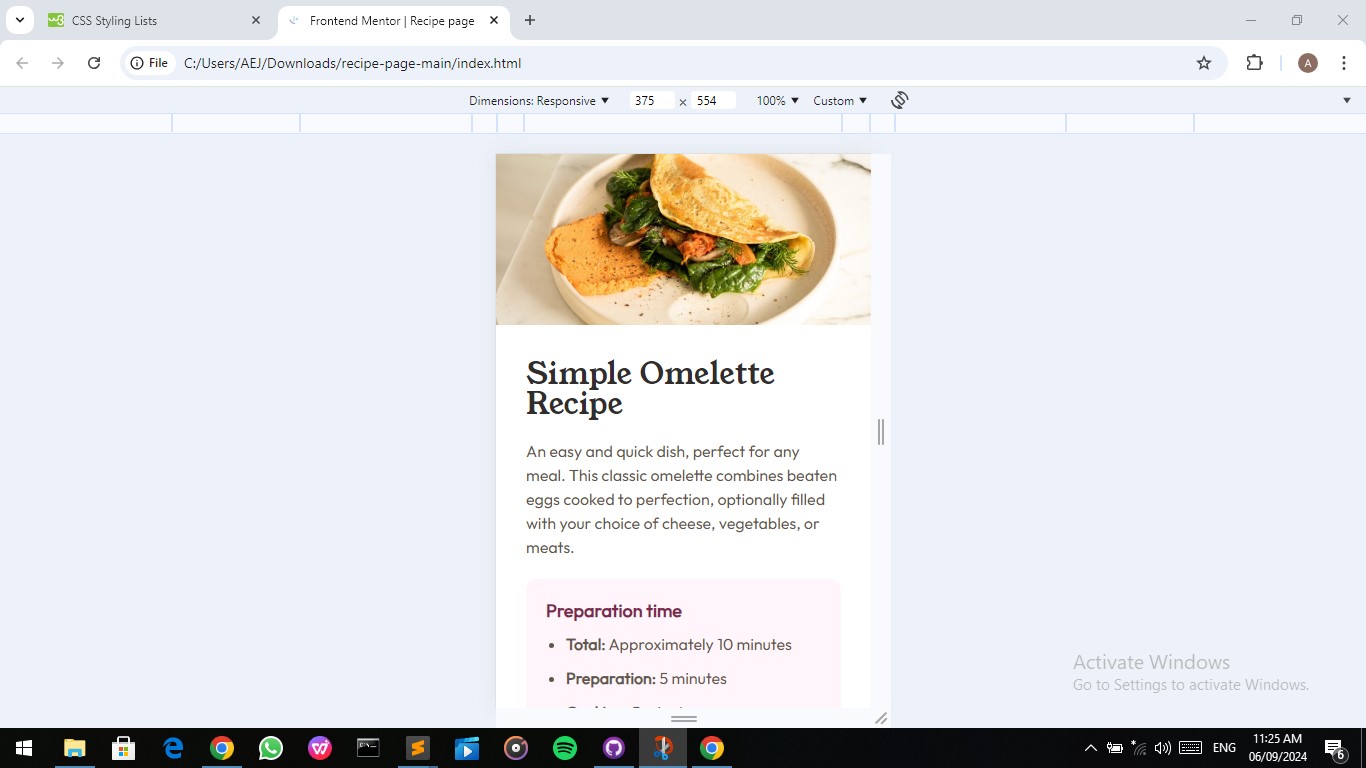 CSS Styling Lists
Frontend Mentor | Recipe page
File
C:/Users/AEJ/Downloads/recipe-page-main/index.html
A
Dimensions: Responsive
375
×
554
100%
Custom
Simple Omelette
Recipe
An easy and quick dish, perfect for any
meal. This classic omelette combines beaten
eggs cooked to perfection, optionally filled
with your choice of cheese, vegetables, or
meats.
Preparation time
• Total: Approximately 10 minutes
• Preparation: 5 minutes
Activate Windows
Go to Settings to activate Windows.
ENG
11:25 AM
06/09/2024
6